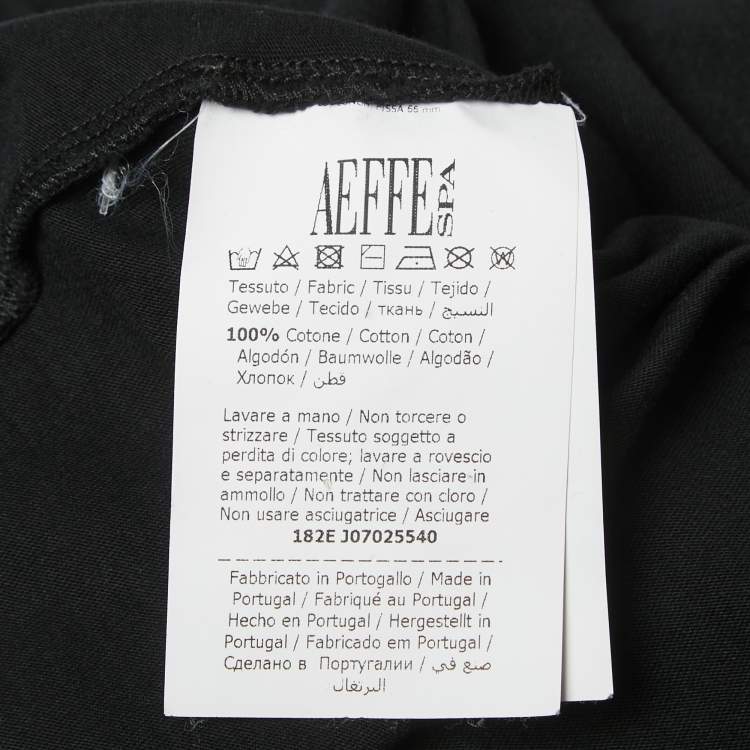 55A 56 mm
AEFFE
SPA
Tessuto / Fabric / Tissu / Tejido /
Gewebe / Tecido / ткань / النسيج
100% Cotone / Cotton / Coton /
Algodón / Baumwolle / Algodão /
Хлопок / قطن
Lavare a mano / Non torcere o
strizzare / Tessuto soggetto a
perdita di colore; lavare a rovescio
e separatamente / Non lasciare in
ammollo / Non trattare con cloro /
Non usare asciugatrice / Asciugare
182E J07025540
Fabbricato in Portogallo / Made in
Portugal / Fabriqué au Portugal /
Hecho en Portugal / Hergestellt in
Portugal / Fabricado em Portugal /
Сделано в Португалии / صنع في
البرتغال